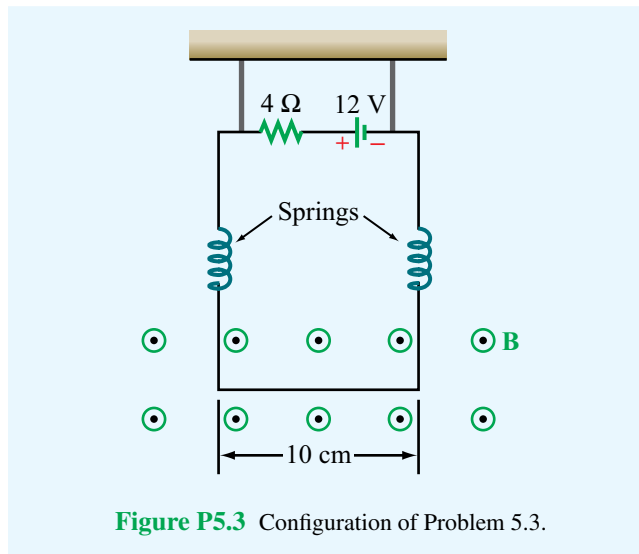 4 Ω 12 V
+ −
Springs
B
10 cm
Figure P5.3 Configuration of Problem 5.3.